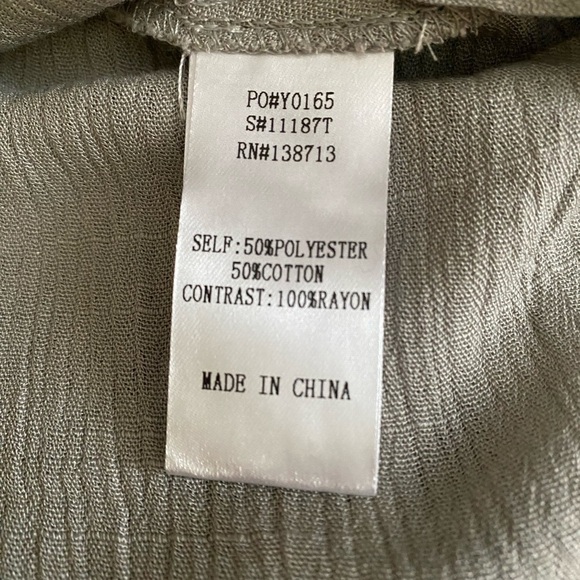 PO#Y0165
S#11187T
RN#138713
SELF:50%POLYESTER
50%COTTON
CONTRAST:100%RAYON
MADE IN CHINA